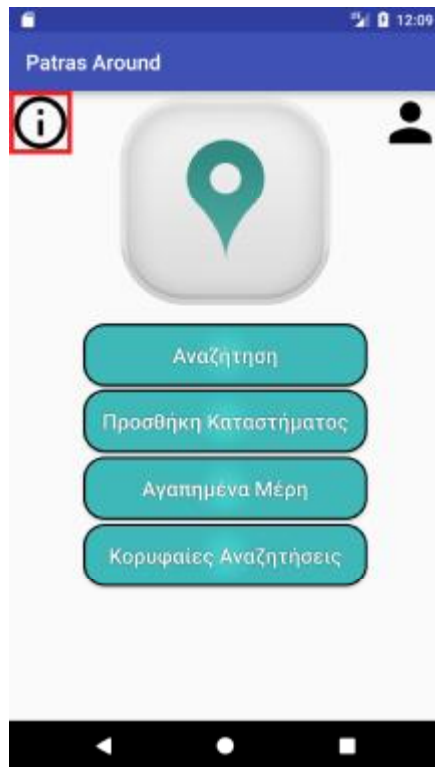 12:09
Patras Around
Αναζήτηση
Προσθήκη Καταστήματος
Αγαπημένα Μέρη
Κορυφαίες Αναζητήσεις